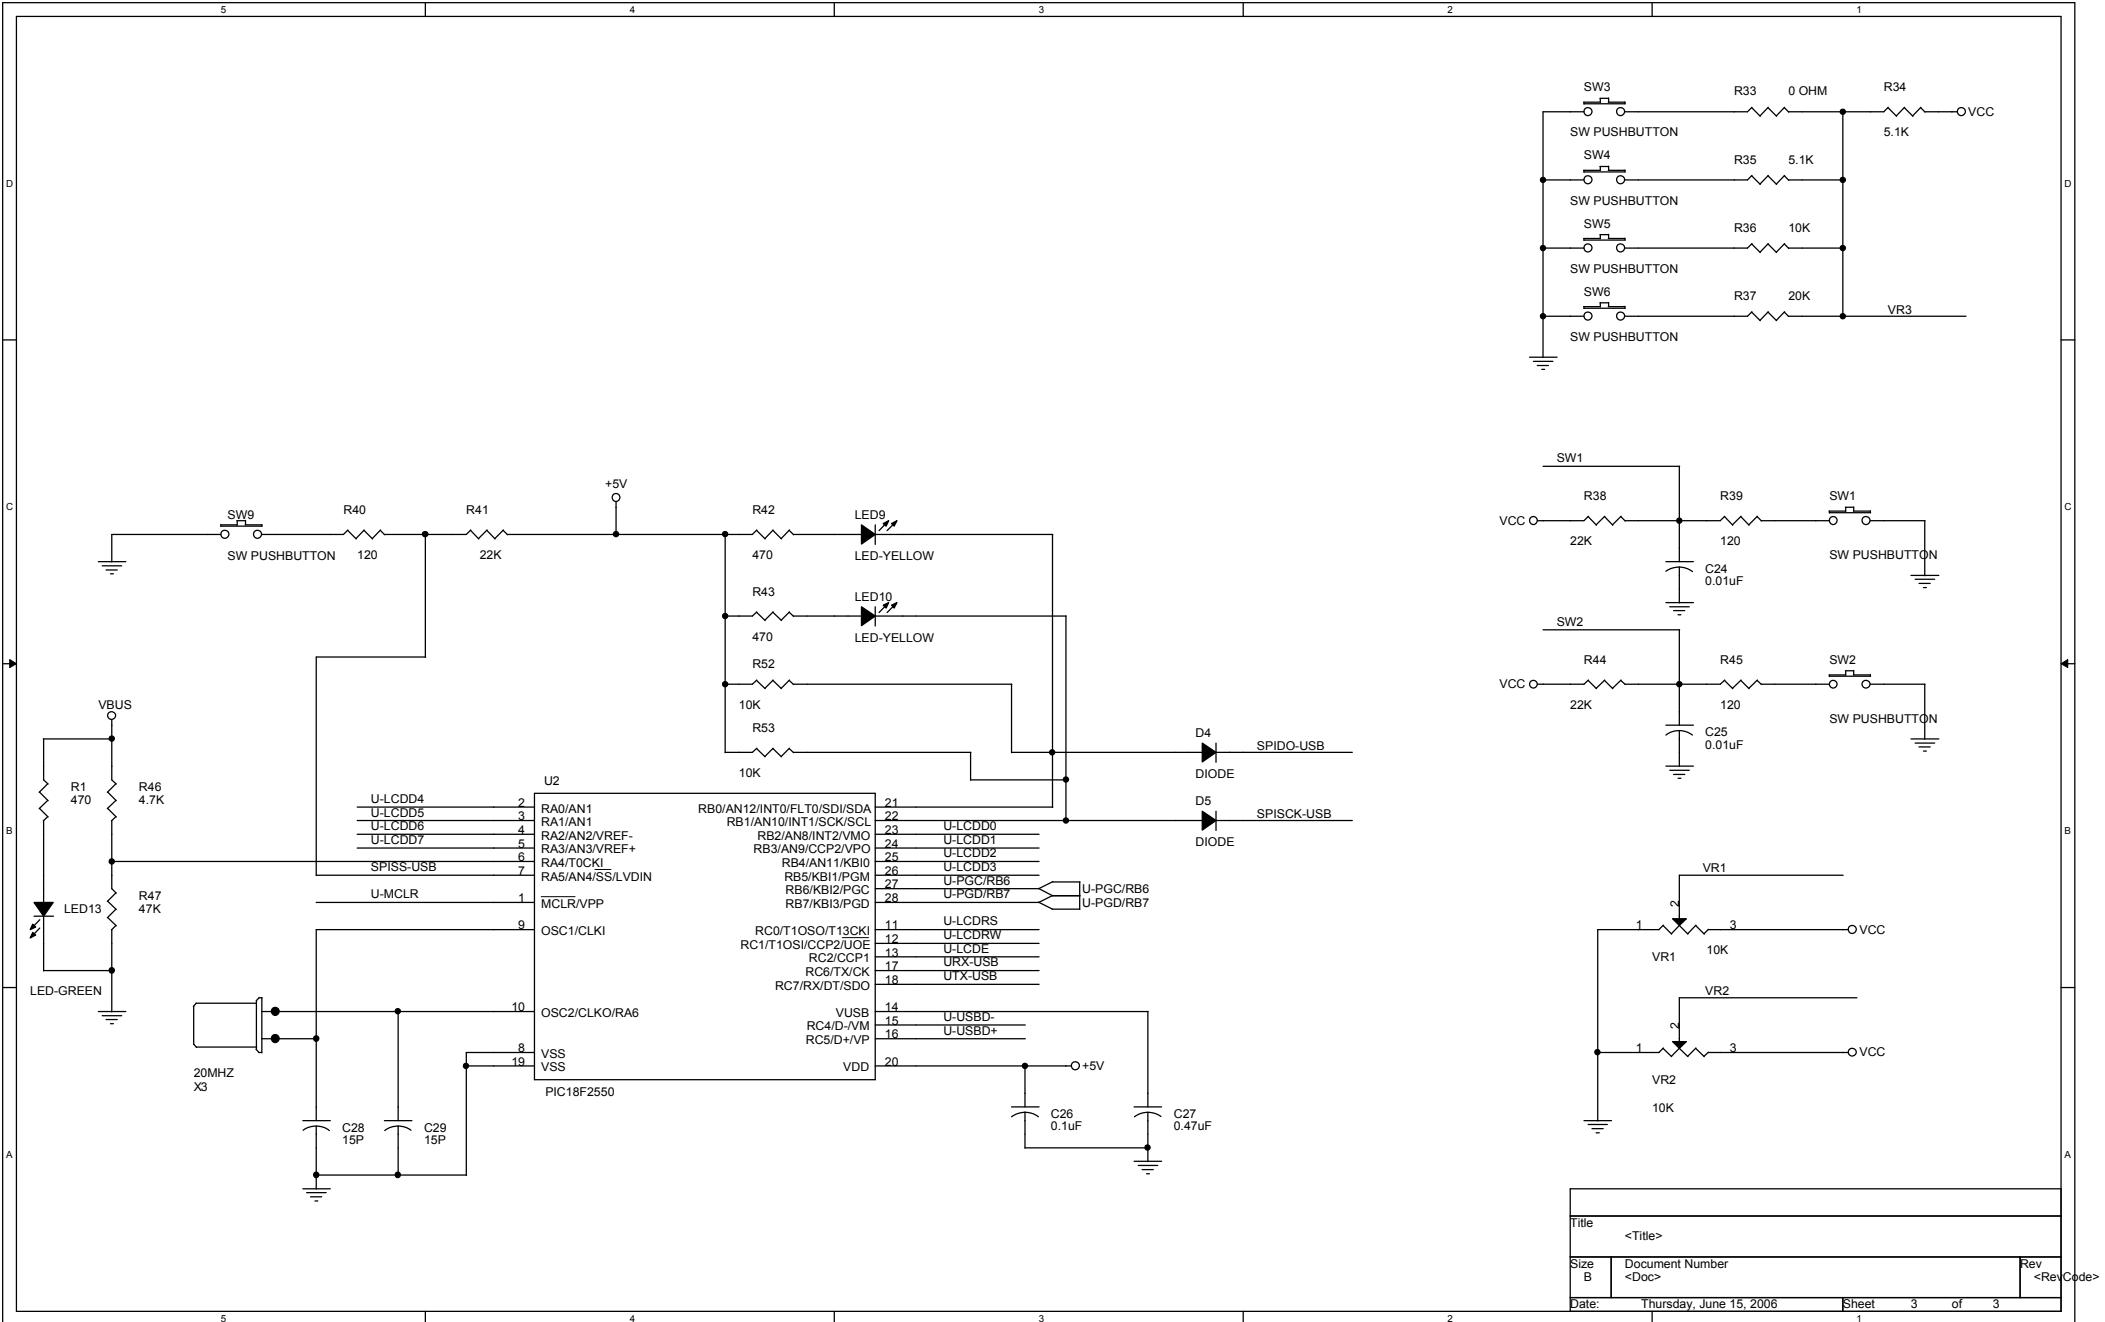 5 4 3 2 1
D
D
C
C
B
B
A
A
SW3
R33 0 OHM
R34
VCC
SW PUSHBUTTON
5.1K
SW4
R35 5.1K
SW PUSHBUTTON
SW5
R36 10K
SW PUSHBUTTON
SW6
R37 20K
VR3
SW PUSHBUTTON
SW1
R38
R39
SW1
VCC
22K
120
SW PUSHBUTTON
C24
0.01uF
SW2
R44
R45
SW2
VCC
22K
120
SW PUSHBUTTON
C25
0.01uF
+5V
SW9
R40
R41
R42
LED9
SW PUSHBUTTON
120
22K
470
LED-YELLOW
R43
LED10
470
LED-YELLOW
R52
10K
R53
10K
D4
SPIDO-USB
DIODE
D5
SPISCK-USB
DIODE
VBUS
R1
470
R46
4.7K
R47
47K
LED13
LED-GREEN
U2
U-LCDD4 2 RA0/AN1
U-LCDD5 3 RA1/AN1
U-LCDD6 4 RA2/AN2/VREF-
U-LCDD7 5 RA3/AN3/VREF+
6 RA4/T0CKI
SPISS-USB 7 RA5/AN4/SS/LVDIN
U-MCLR 1 MCLR/VPP
9 OSC1/CLKI
10 OSC2/CLKO/RA6
8 VSS
19 VSS
RB0/AN12/INT0/FLT0/SDI/SDA 21
RB1/AN10/INT1/SCK/SCL 22
RB2/AN8/INT2/VMO 23 U-LCDD0
RB3/AN9/CCP2/VPO 24 U-LCDD1
RB4/AN11/KBI0 25 U-LCDD2
RB5/KBI1/PGM 26 U-LCDD3
RB6/KBI2/PGC 27 U-PGC/RB6 U-PGC/RB6
RB7/KBI3/PGD 28 U-PGD/RB7 U-PGD/RB7
RC0/T1OSO/T13CKI 11 U-LCDRS
RC1/T1OSI/CCP2/UOE 12 U-LCDRW
RC2/CCP1 13 U-LCDE
RC6/TX/CK 17 URX-USB
RC7/RX/DT/SDO 18 UTX-USB
VUSB 14
RC4/D-/VM 15 U-USBD-
RC5/D+/VP 16 U-USBD+
VDD 20 +5V
PIC18F2550
20MHZ
X3
C28
15P
C29
15P
C26
0.1uF
C27
0.47uF
VR1
2
1 3 VCC
VR1
10K
VR2
2
1 3 VCC
VR2
10K
Title
<Title>
Size
B
Document Number
<Doc>
Rev
<RevCode>
Date: Thursday, June 15, 2006 Sheet 3 of 3
5 4 3 2 1